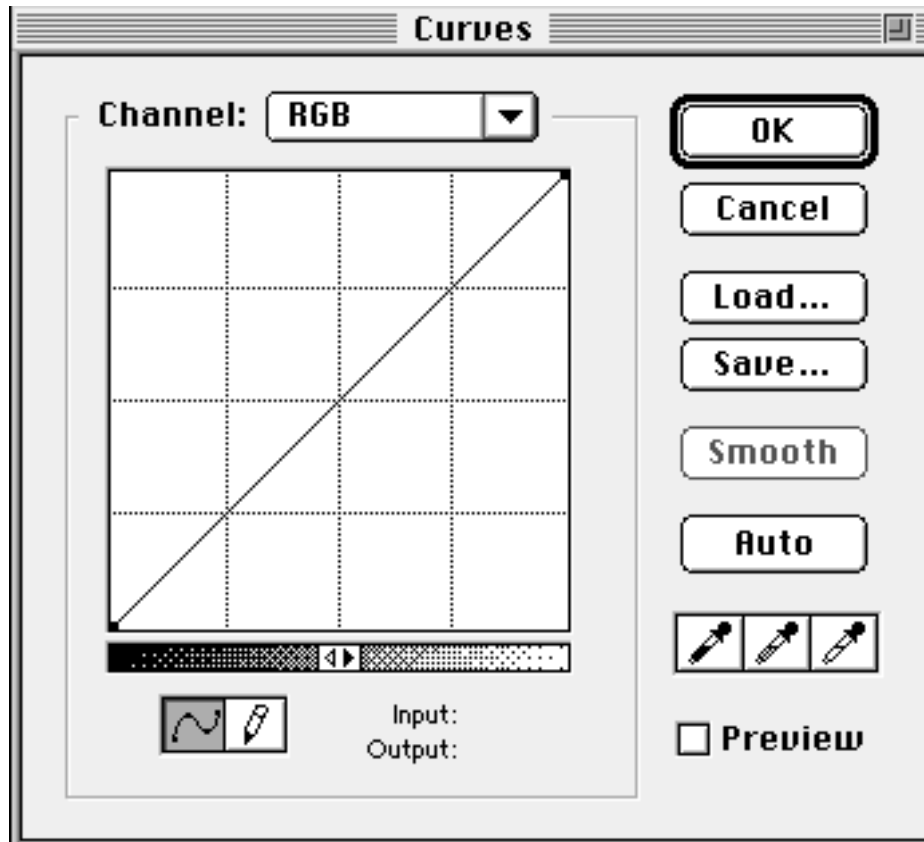 Curves
Channel: RGB
OK
Cancel
Load...
Save...
Smooth
Auto
Input:
Output:
Preview